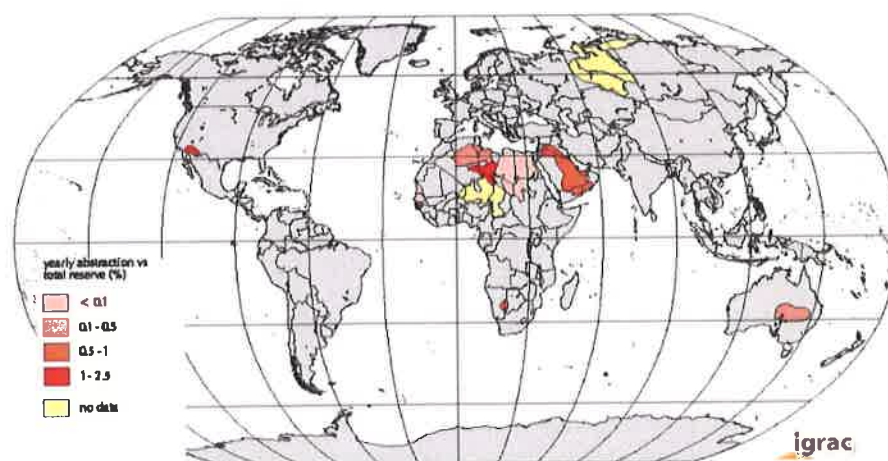 yearly abstraction vs
total reserve (%)
< 0.1
0.1 - 0.5
0.5 - 1
1 - 2.5
no data
igrac